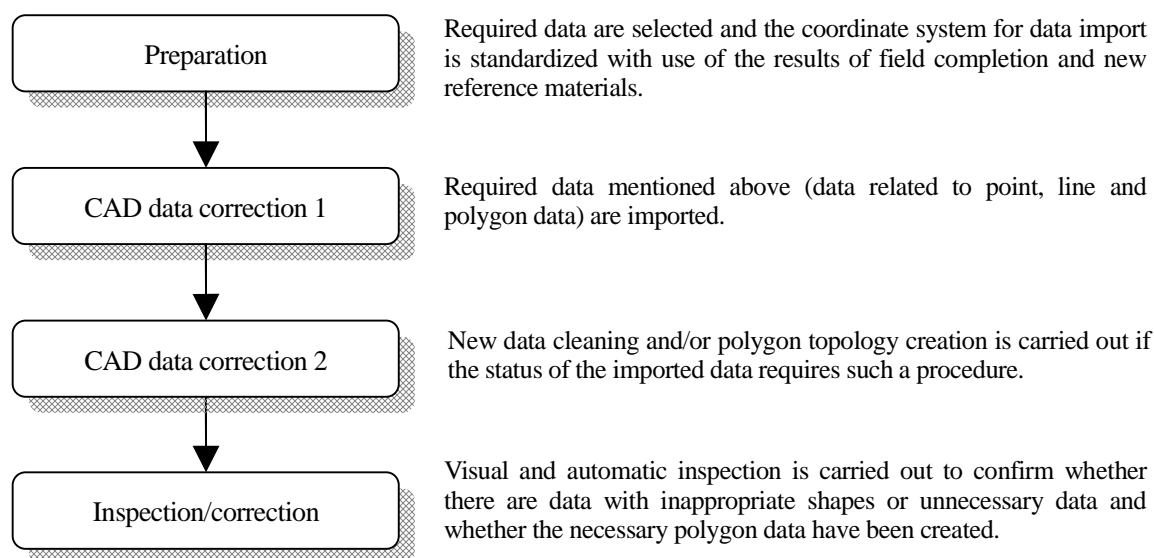 Preparation
Required data are selected and the coordinate system for data import
is standardized with use of the results of field completion and new
reference materials.
CAD data correction 1
Required data mentioned above (data related to point, line and
polygon data) are imported.
CAD data correction 2
New data cleaning and/or polygon topology creation is carried out if
the status of the imported data requires such a procedure.
Inspection/correction
Visual and automatic inspection is carried out to confirm whether
there are data with inappropriate shapes or unnecessary data and
whether the necessary polygon data have been created.